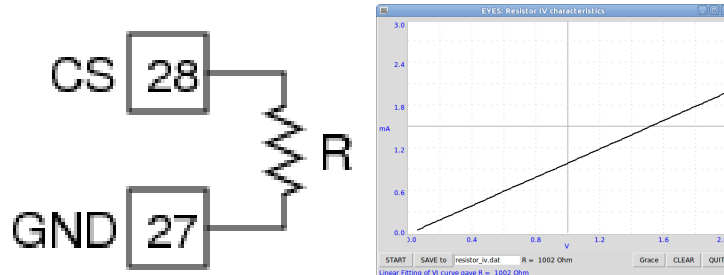 CS 28
R
GND 27
EYES: Resistor IV characteristics
3.0
2.4
1.8
mA
1.2
0.6
0.0
0.4 0.8 1.2 1.6
V
START SAVE to resistor_iv.dat R = 1002 Ohm Grace CLEAR QUIT
Linear Fitting of VI curve gave R = 1002 Ohm